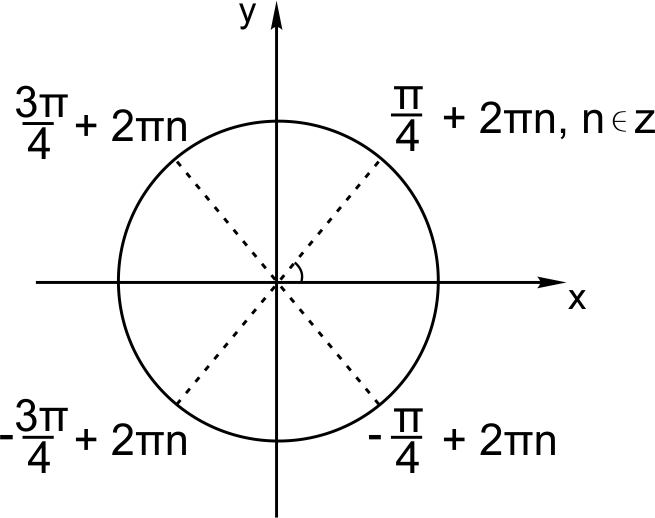 y
3π/4 + 2πn
π/4 + 2πn, n ∈ z
x
-3π/4 + 2πn
-π/4 + 2πn